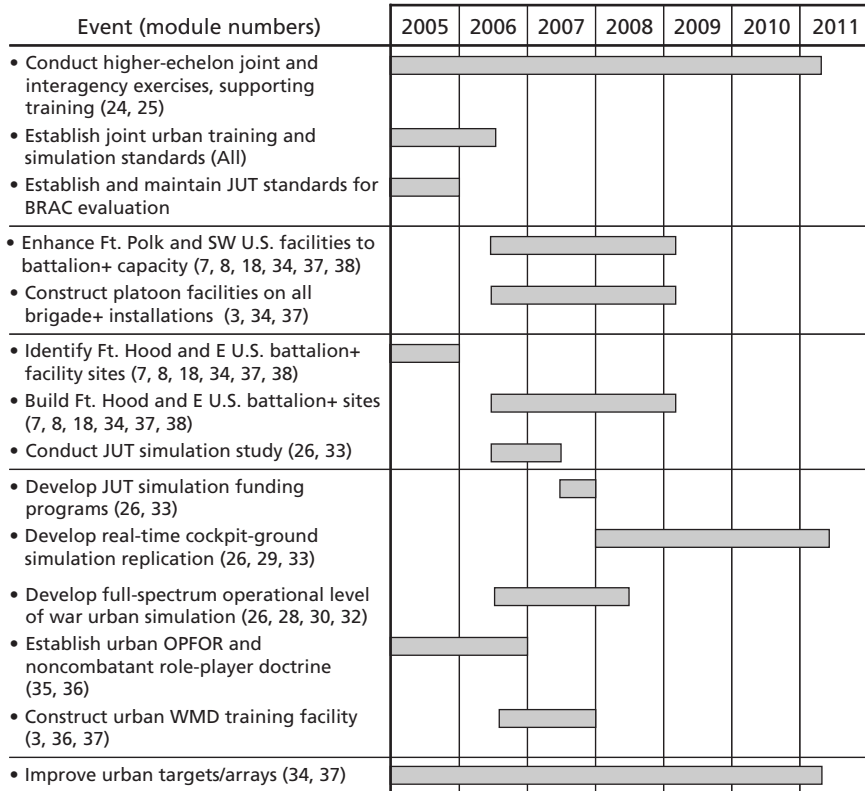 Event (module numbers) 2005 2006 2007 2008 2009 2010 2011
• Conduct higher-echelon joint and
interagency exercises, supporting
training (24, 25)
• Establish joint urban training and
simulation standards (All)
• Establish and maintain JUT standards for
BRAC evaluation
• Enhance Ft. Polk and SW U.S. facilities to
battalion+ capacity (7, 8, 18, 34, 37, 38)
• Construct platoon facilities on all
brigade+ installations (3, 34, 37)
• Identify Ft. Hood and E U.S. battalion+
facility sites (7, 8, 18, 34, 37, 38)
• Build Ft. Hood and E U.S. battalion+ sites
(7, 8, 18, 34, 37, 38)
• Conduct JUT simulation study (26, 33)
• Develop JUT simulation funding
programs (26, 33)
• Develop real-time cockpit-ground
simulation replication (26, 29, 33)
• Develop full-spectrum operational level
of war urban simulation (26, 28, 30, 32)
• Establish urban OPFOR and
noncombatant role-player doctrine
(35, 36)
• Construct urban WMD training facility
(3, 36, 37)
• Improve urban targets/arrays (34, 37)